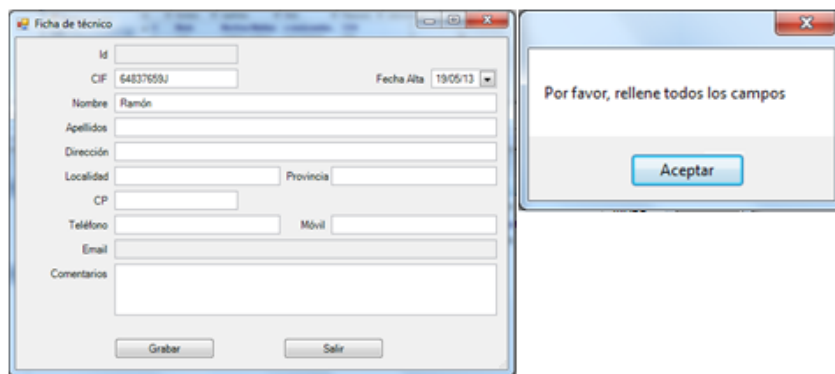 Ficha de técnico
Id
CIF 64837659J Fecha Alta 19/05/13
Nombre Ramón
Apellidos
Dirección
Localidad Provincia
CP
Teléfono Móvil
Email
Comentarios
Grabar Salir
Por favor, rellene todos los campos
Aceptar